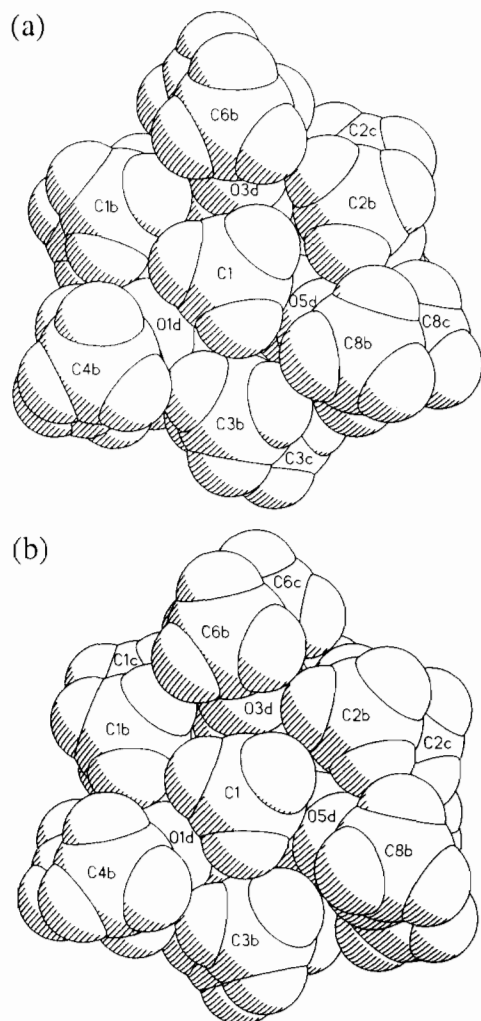 (a)
C6b
C2c
O3d
C1b
C2b
C1
O5d
C8c
O1d
C8b
C4b
C3b
C3c
(b)
C6c
C6b
C1c
O3d
C2b
C1b
C2c
C1
O5d
O1d
C8b
C4b
C3b